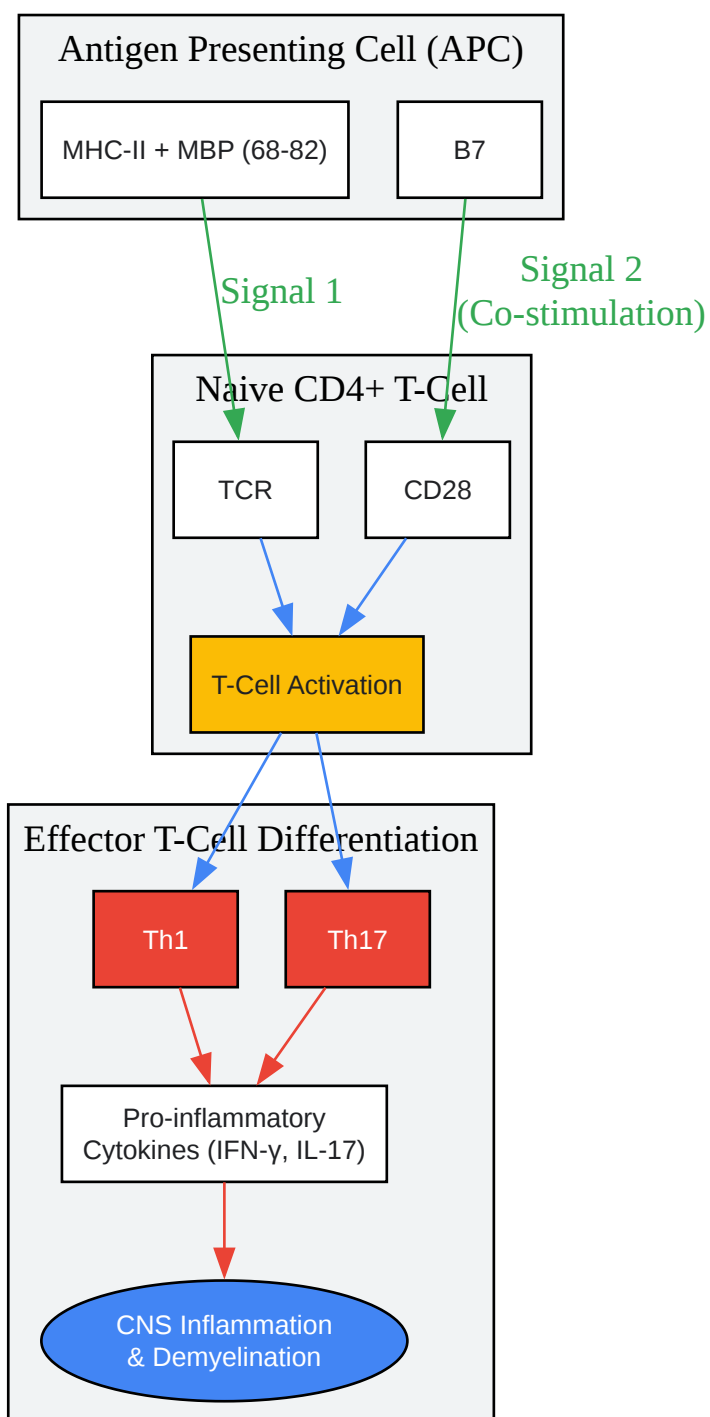 Antigen Presenting Cell (APC)
MHC-II + MBP (68-82)
B7
Signal 1
Signal 2
(Co-stimulation)
Naive CD4+ T-Cell
TCR
CD28
T-Cell Activation
Effector T-Cell Differentiation
Th1
Th17
Pro-inflammatory
Cytokines (IFN-γ, IL-17)
CNS Inflammation
& Demyelination